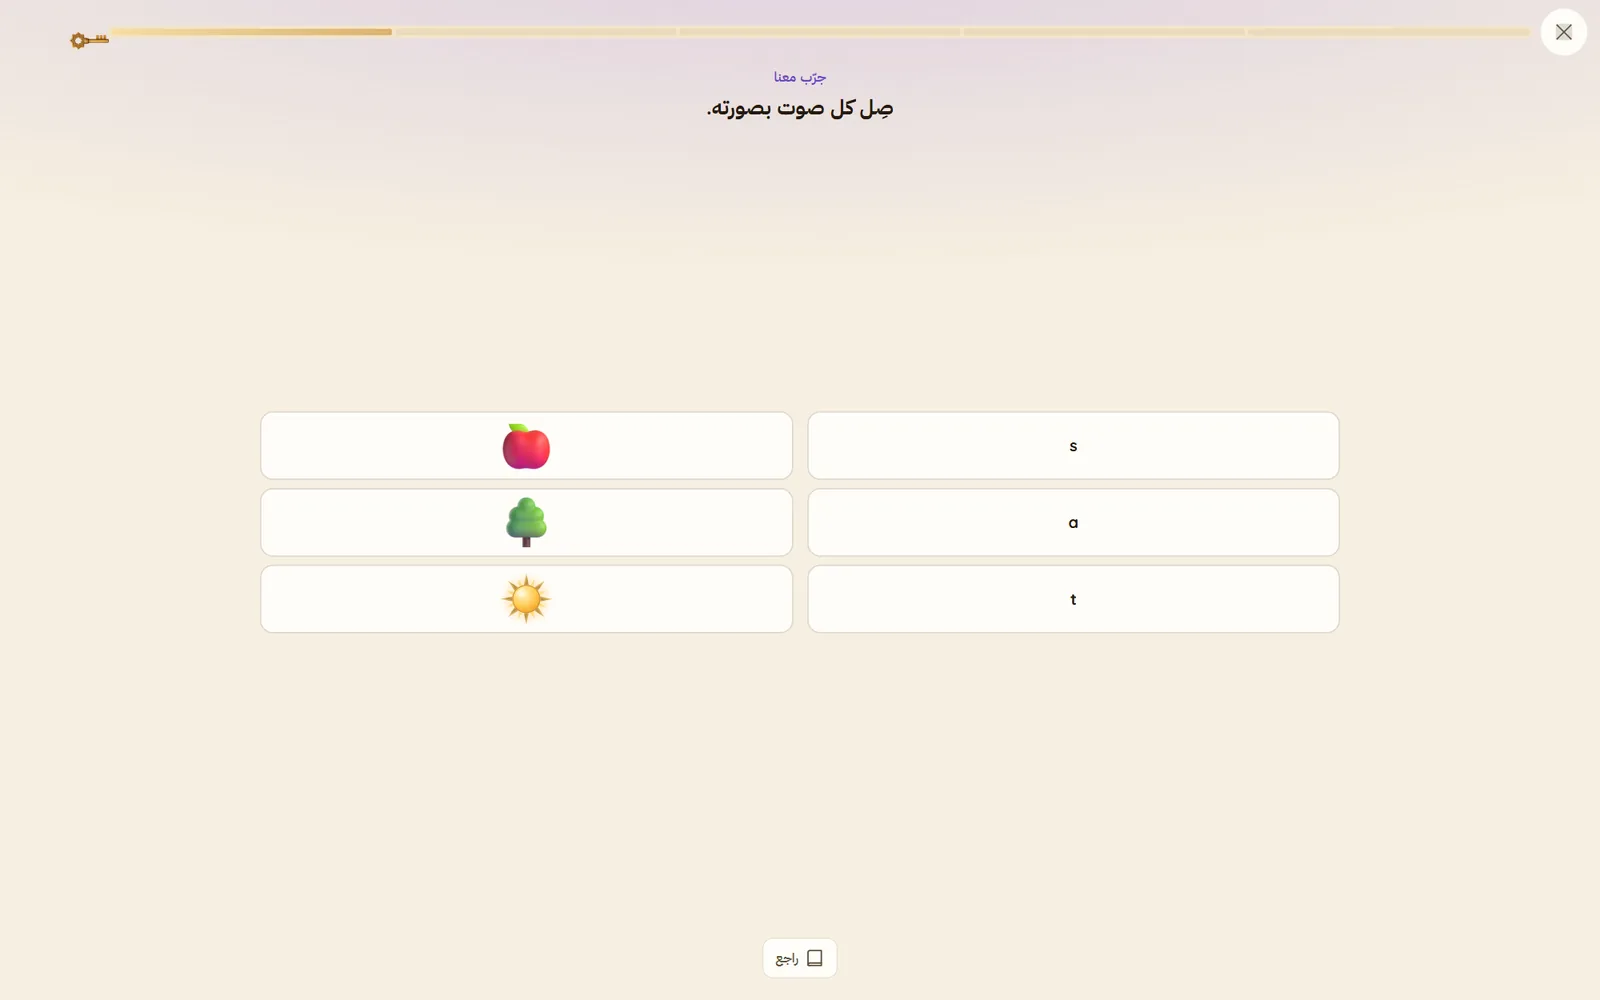 جرّب معنا
صِل كل صوت بصورته.
s
a
t
راجع